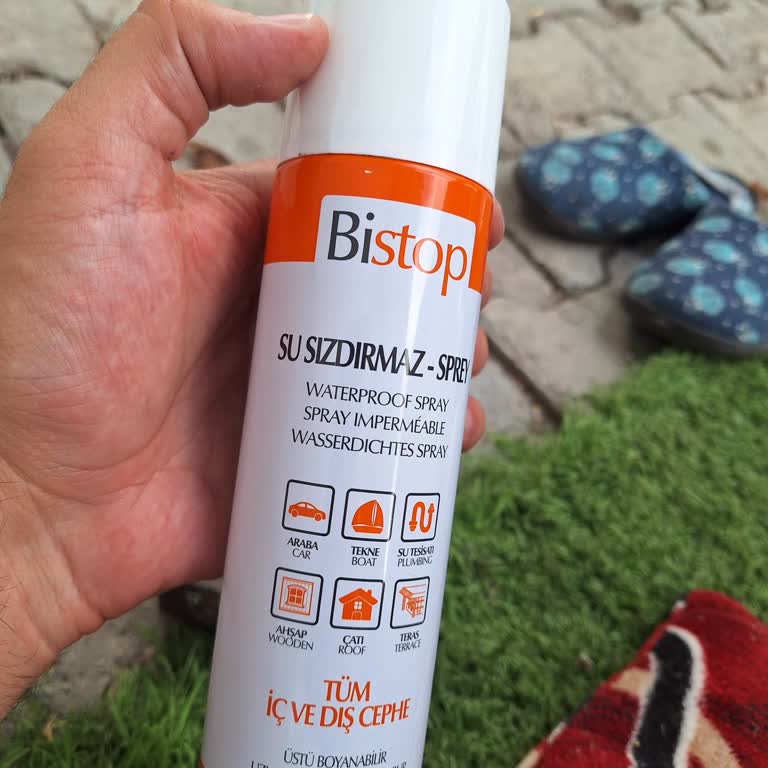 Bistop
SU SIZDIRMAZ - SPREY
WATERPROOF SPRAY
SPRAY IMPERMÉABLE
WASSERDICHTES SPRAY
ARABA
CAR
TEKNE
BOAT
SU TESİSATI
PLUMBING
AHŞAP
WOODEN
ÇATI
ROOF
TERAS
TERRACE
TÜM
İÇ VE DIŞ CEPHE
ÜSTÜ BOYANABİLİR